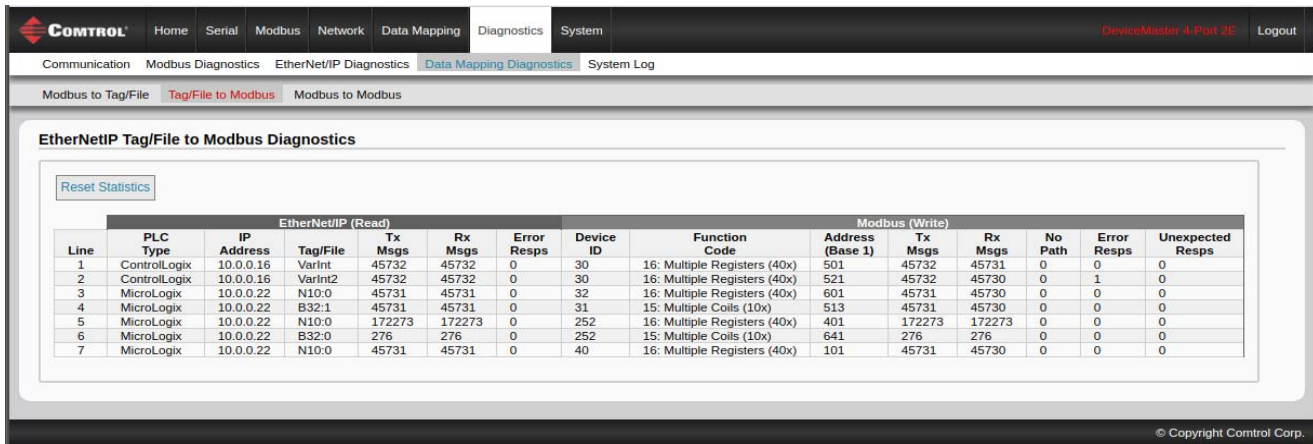 COMTROL Home Serial Modbus Network Data Mapping Diagnostics System DeviceMaster 4-Port 2E Logout
Communication Modbus Diagnostics EtherNet/IP Diagnostics Data Mapping Diagnostics System Log
Modbus to Tag/File Tag/File to Modbus Modbus to Modbus
EtherNetIP Tag/File to Modbus Diagnostics
Reset Statistics
EtherNet/IP (Read) Modbus (Write)
Line PLC Type IP Address Tag/File Tx Msgs Rx Msgs Error Resps Device ID Function Code Address (Base 1) Tx Msgs Rx Msgs No Path Error Resps Unexpected Resps
1 ControlLogix 10.0.0.16 VarInt 45732 45732 0 30 16: Multiple Registers (40x) 501 45732 45731 0 0 0
2 ControlLogix 10.0.0.16 VarInt2 45732 45732 0 30 16: Multiple Registers (40x) 521 45732 45730 0 1 0
3 MicroLogix 10.0.0.22 N10:0 45731 45731 0 32 16: Multiple Registers (40x) 601 45731 45730 0 0 0
4 MicroLogix 10.0.0.22 B32:1 45731 45731 0 31 15: Multiple Coils (10x) 513 45731 45730 0 0 0
5 MicroLogix 10.0.0.22 N10:0 172273 172273 0 252 16: Multiple Registers (40x) 401 172273 172273 0 0 0
6 MicroLogix 10.0.0.22 B32:0 276 276 0 252 15: Multiple Coils (10x) 641 276 276 0 0 0
7 MicroLogix 10.0.0.22 N10:0 45731 45731 0 40 16: Multiple Registers (40x) 101 45731 45730 0 0 0
© Copyright Comtrol Corp.